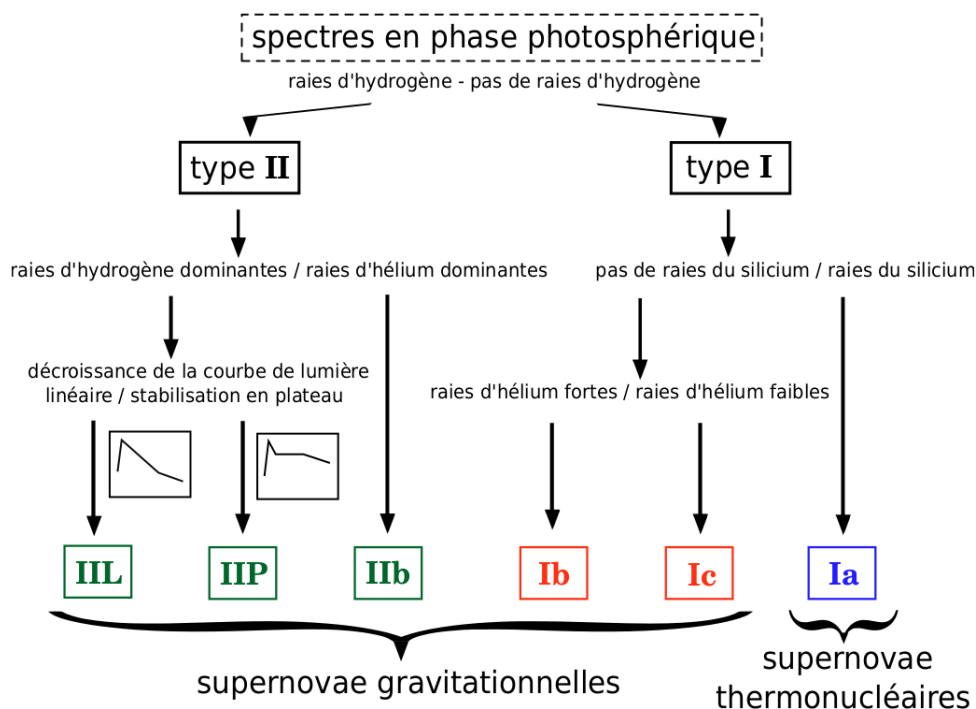 spectres en phase photosphérique
raies d'hydrogène - pas de raies d'hydrogène
type II
type I
raies d'hydrogène dominantes / raies d'hélium dominantes
pas de raies du silicium / raies du silicium
décroissance de la courbe de lumière
linéaire / stabilisation en plateau
raies d'hélium fortes / raies d'hélium faibles
IIL
IIP
IIb
Ib
Ic
Ia
supernovae gravitationnelles
supernovae
thermonucléaires